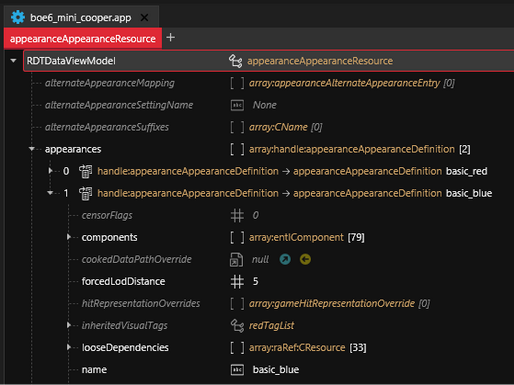 boe6_mini_cooper.app
appearanceAppearanceResource +
RDTDataViewModel appearanceAppearanceResource
alternateAppearanceMapping [ ] array:appearanceAlternateAppearanceEntry [0]
alternateAppearanceSettingName abc None
alternateAppearanceSuffixes [ ] array:CName [0]
appearances [ ] array:handle:appearanceAppearanceDefinition [2]
0 handle:appearanceAppearanceDefinition → appearanceAppearanceDefinition basic_red
1 handle:appearanceAppearanceDefinition → appearanceAppearanceDefinition basic_blue
censorFlags # 0
components [ ] array:entIComponent [79]
cookedDataPathOverride null
forcedLodDistance # 5
hitRepresentationOverrides [ ] array:gameHitRepresentationOverride [0]
inheritedVisualTags redTagList
looseDependencies [ ] array:raRef:CResource [33]
name abc basic_blue